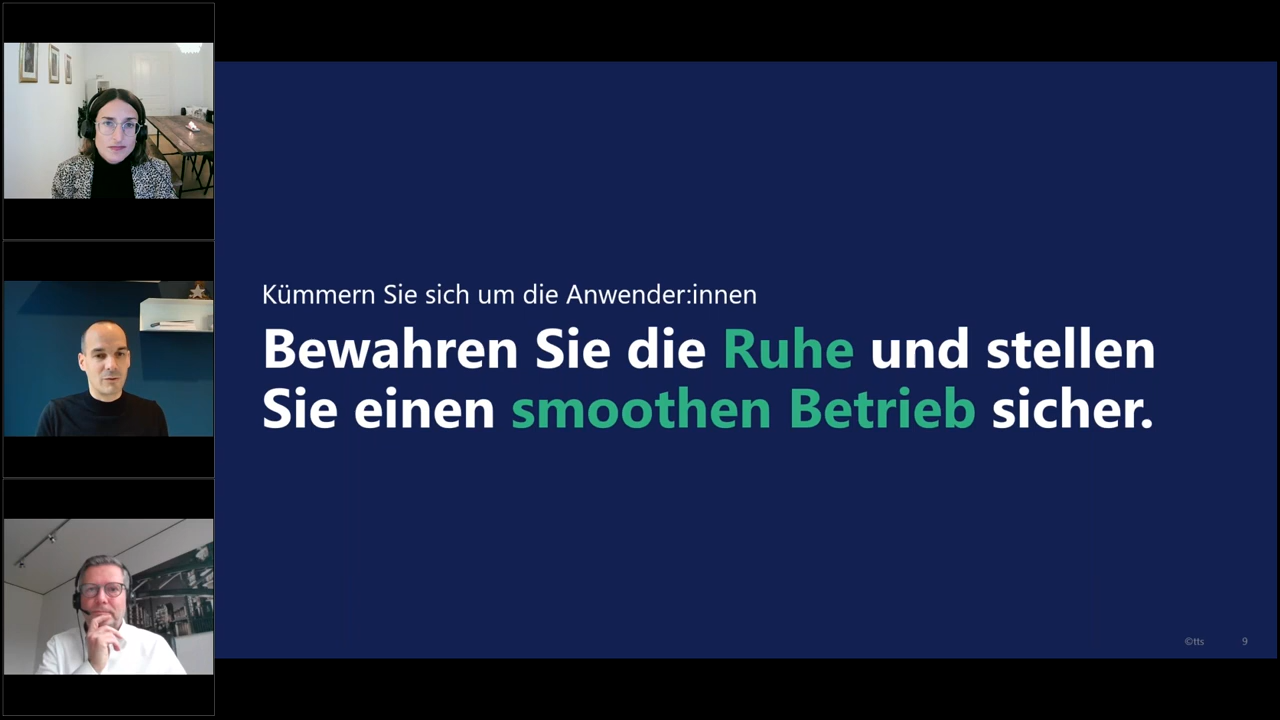 Kümmern Sie sich um die Anwender:innen
Bewahren Sie die Ruhe und stellen
Sie einen smoothen Betrieb sicher.
©tts 9